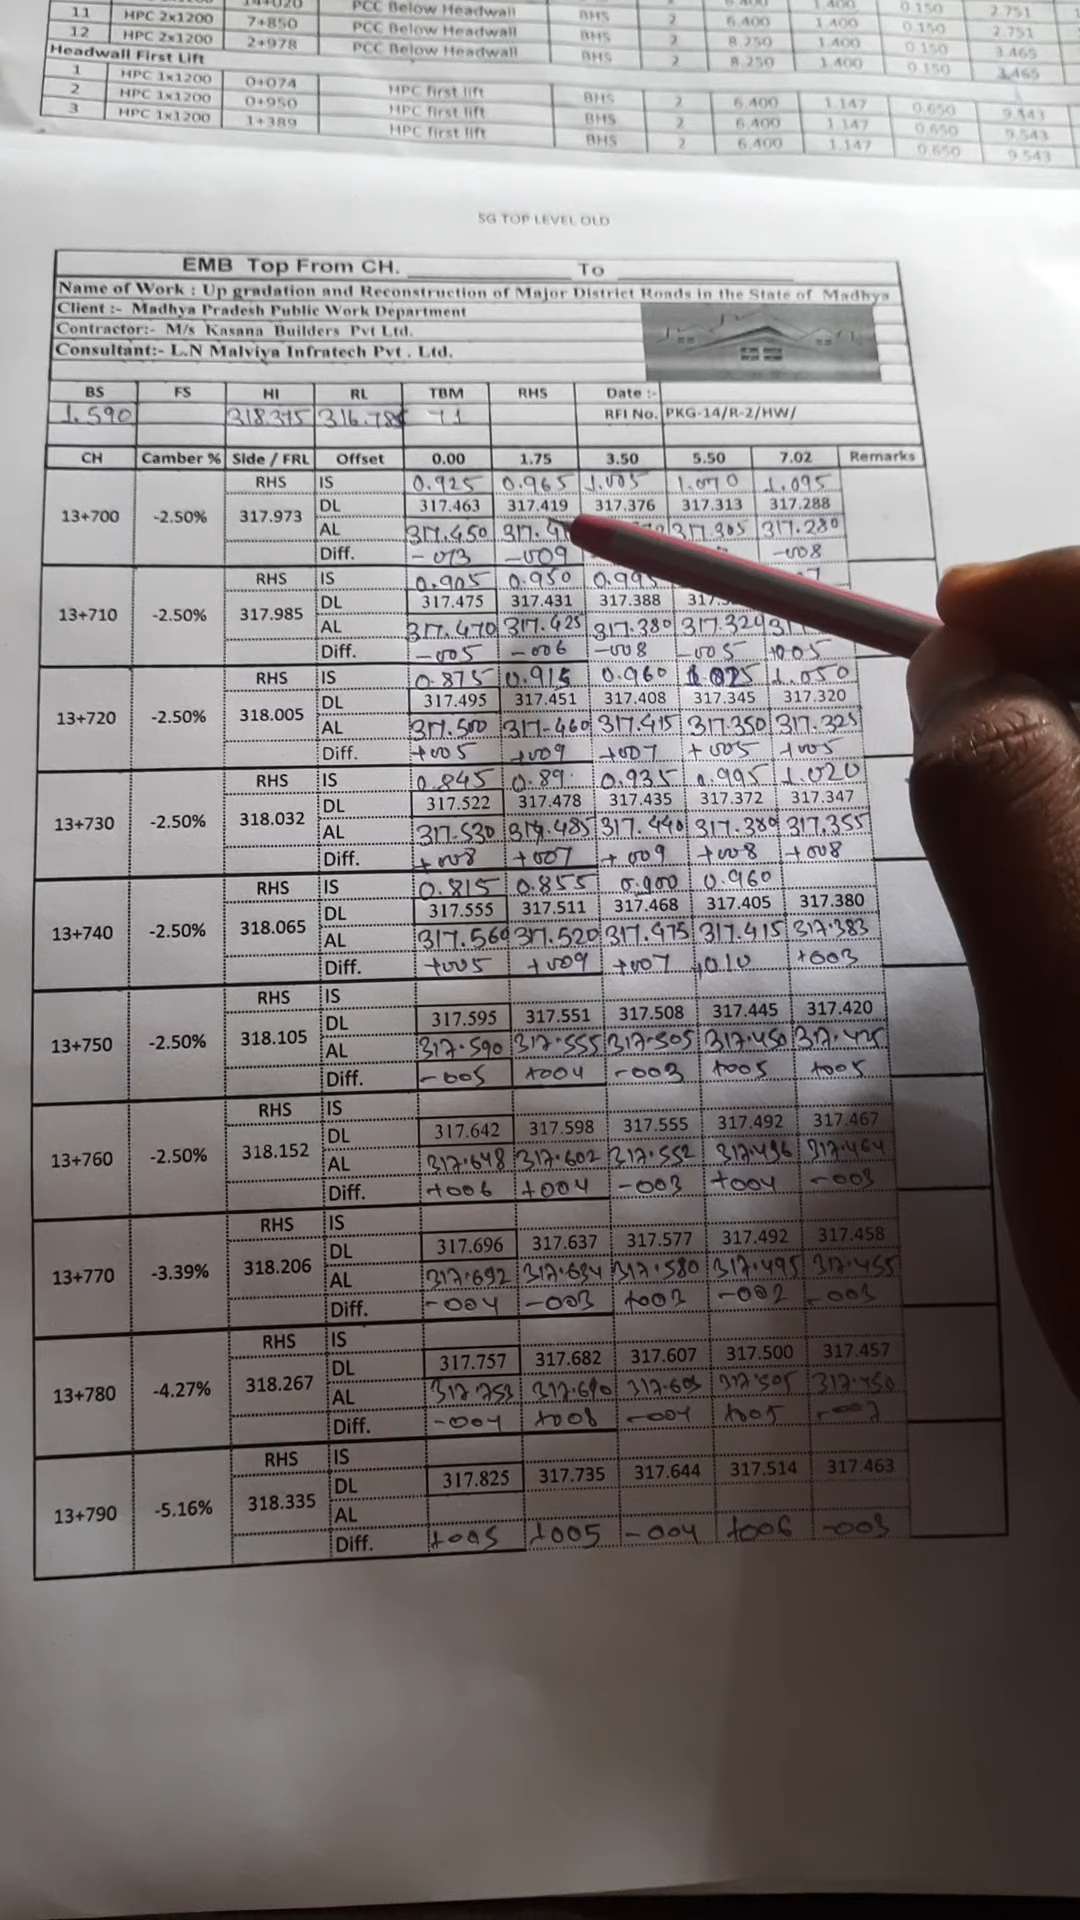 11 HPC 2x1200 7+850 PCC Below Headwall BHS 2 6.400 1.400 0.150 2.751
12 HPC 2x1200 2+978 PCC Below Headwall BHS 2 8.250 1.400 0.150 3.465
Headwall First Lift
1 HPC 1x1200 0+074 HPC first lift BHS 2 6.400 1.147 0.650 9.543
2 HPC 1x1200 0+950 HPC first lift BHS 2 6.400 1.147 0.650 9.543
3 HPC 1x1200 1+389 HPC first lift BHS 2 6.400 1.147 0.650 9.543
SG TOP LEVEL OLD
EMB Top From CH. To
Name of Work : Up gradation and Reconstruction of Major District Roads in the State of Madhya
Client :- Madhya Pradesh Public Work Department
Contractor:- M/s Kasana Builders Pvt Ltd.
Consultant:- L.N Malviya Infratech Pvt . Ltd.
BS FS HI RL TBM RHS Date :-
1.590 318.375 316.785 RFI No. PKG-14/R-2/HW/
CH Camber % Side / FRL Offset 0.00 1.75 3.50 5.50 7.02 Remarks
RHS IS 0.925 0.965 1.005 1.070 1.095
13+700 -2.50% 317.973 DL 317.463 317.419 317.376 317.313 317.288
AL 317.450 317.4 317.305 317.280
Diff. -013 -009 -008
RHS IS 0.905 0.950 0.995
13+710 -2.50% 317.985 DL 317.475 317.431 317.388
AL 317.470 317.425 317.380 317.320
Diff. -005 -006 -008 -005 +005
RHS IS 0.875 0.915 0.960 1.025 1.050
13+720 -2.50% 318.005 DL 317.495 317.451 317.408 317.345 317.320
AL 317.500 317-460 317.415 317.350 317.325
Diff. +005 +009 +007 +005 +005
RHS IS 0.845 0.89 0.935 0.995 1.020
13+730 -2.50% 318.032 DL 317.522 317.478 317.435 317.372 317.347
AL 317.530 317.485 317.440 317.380 317.355
Diff. +008 +007 +009 +008 +008
RHS IS 0.815 0.855 0.900 0.960
13+740 -2.50% 318.065 DL 317.555 317.511 317.468 317.405 317.380
AL 317.560 317.520 317.475 317.415 317.383
Diff. +005 +009 +007 +010 +003
RHS IS
13+750 -2.50% 318.105 DL 317.595 317.551 317.508 317.445 317.420
AL 317.590 317.555 317.505 317.450 317.425
Diff. -005 +004 -003 +005 +005
RHS IS
13+760 -2.50% 318.152 DL 317.642 317.598 317.555 317.492 317.467
AL 317.648 317.602 317.552 317.496 317.464
Diff. +006 +004 -003 +004 -003
RHS IS
13+770 -3.39% 318.206 DL 317.696 317.637 317.577 317.492 317.458
AL 317.692 317.634 317.580 317.495 317.455
Diff. -004 -003 +003 -002 -003
RHS IS
13+780 -4.27% 318.267 DL 317.757 317.682 317.607 317.500 317.457
AL 317.753 317.690 317.603 317.505 317.450
Diff. -004 +008 -004 +005 -007
RHS IS
13+790 -5.16% 318.335 DL 317.825 317.735 317.644 317.514 317.463
AL
Diff. +005 +005 -004 +006 -003